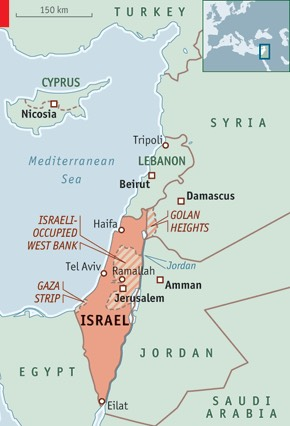 150 km
TURKEY
CYPRUS
Nicosia
SYRIA
Tripoli
Mediterranean
Sea
LEBANON
Beirut
Damascus
ISRAELI-
OCCUPIED
WEST BANK
Haifa
GOLAN
HEIGHTS
Tel Aviv
Ramallah
Jordan
GAZA
STRIP
Amman
Jerusalem
ISRAEL
JORDAN
EGYPT
Eilat
SAUDI
ARABIA